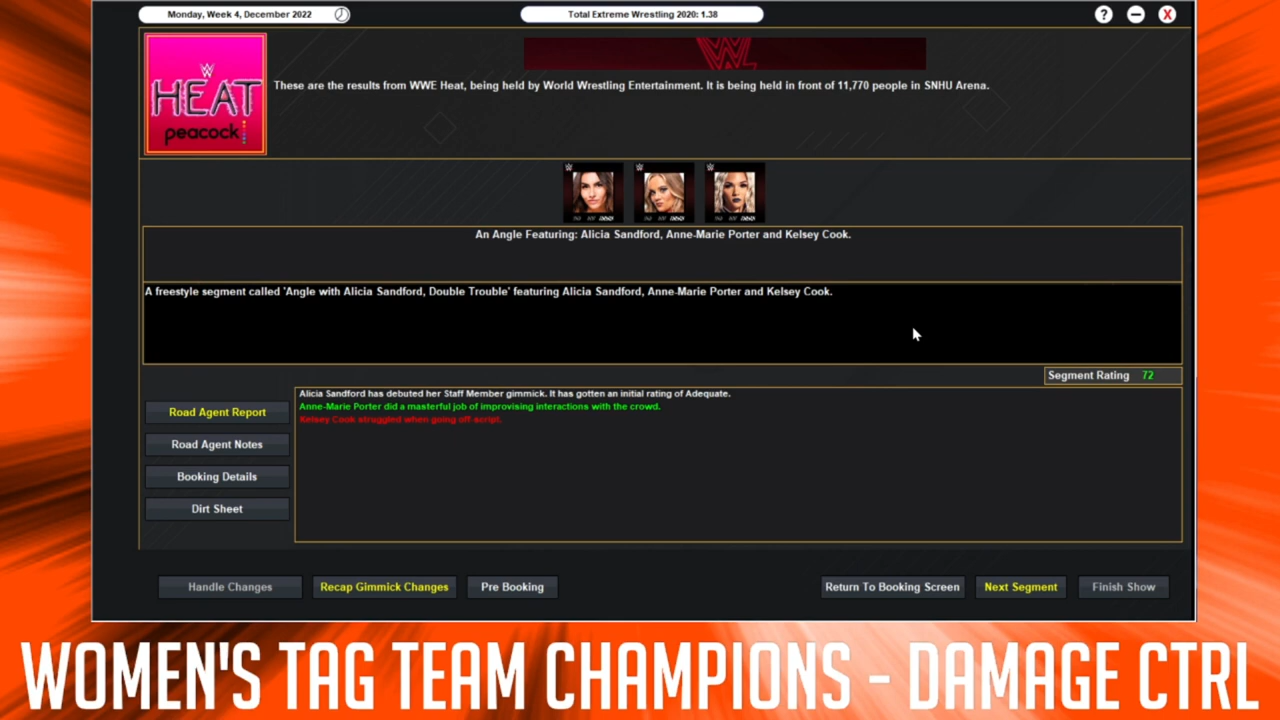 Monday, Week 4, December 2022
Total Extreme Wrestling 2020: 1.38
?
X
HEAT
peacock
These are the results from WWE Heat, being held by World Wrestling Entertainment. It is being held in front of 11,770 people in SNHU Arena.
An Angle Featuring: Alicia Sandford, Anne-Marie Porter and Kelsey Cook.
A freestyle segment called 'Angle with Alicia Sandford, Double Trouble' featuring Alicia Sandford, Anne-Marie Porter and Kelsey Cook.
Segment Rating 72
Alicia Sandford has debuted her Staff Member gimmick. It has gotten an initial rating of Adequate.
Anne-Marie Porter did a masterful job of improvising interactions with the crowd.
Kelsey Cook struggled when going off-script.
Road Agent Report
Road Agent Notes
Booking Details
Dirt Sheet
Handle Changes
Recap Gimmick Changes
Pre Booking
Return To Booking Screen
Next Segment
Finish Show
WOMEN'S TAG TEAM CHAMPIONS - DAMAGE CTRL